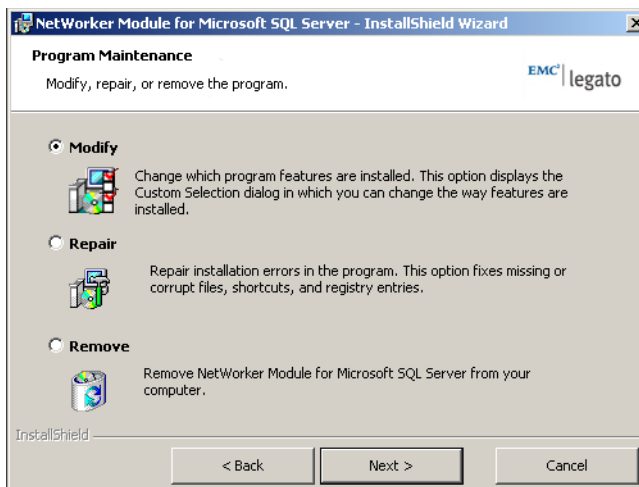 NetWorker Module for Microsoft SQL Server - InstallShield Wizard
Program Maintenance
Modify, repair, or remove the program.
EMC² legato
Modify
Change which program features are installed. This option displays the
Custom Selection dialog in which you can change the way features are
installed.
Repair
Repair installation errors in the program. This option fixes missing or
corrupt files, shortcuts, and registry entries.
Remove
Remove NetWorker Module for Microsoft SQL Server from your
computer.
InstallShield
< Back
Next >
Cancel